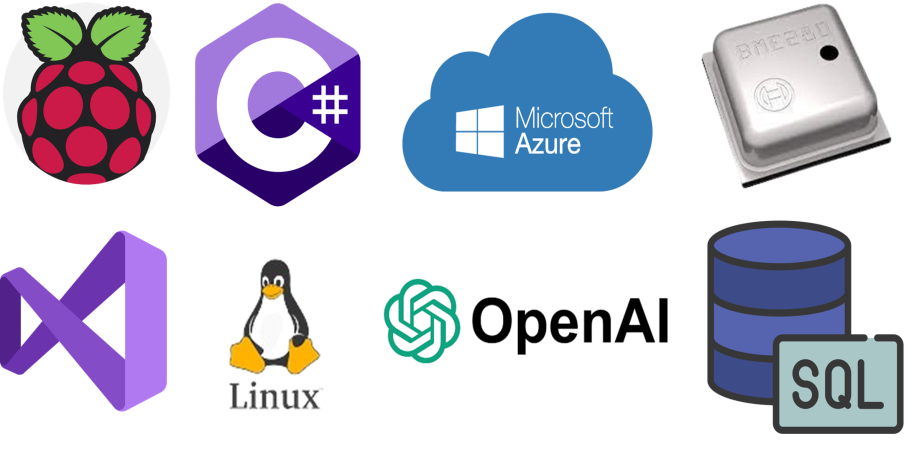 C#
Microsoft
Azure
BME280
Linux
OpenAI
SQL